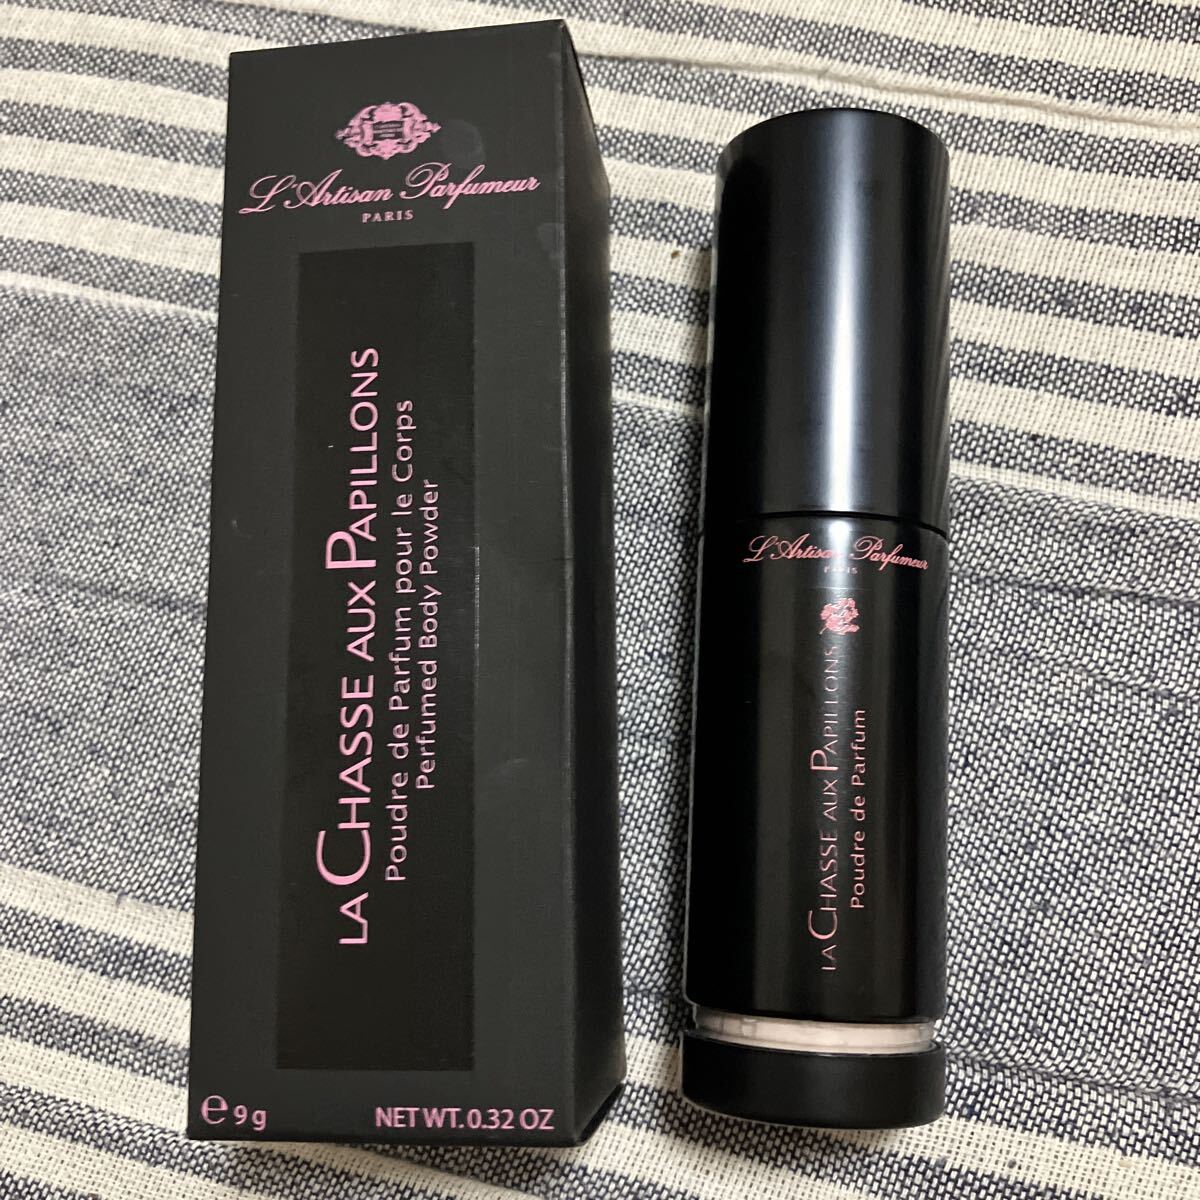 L'Artisan Parfumeur
PARIS
LA CHASSE AUX PAPILLONS
Poudre de Parfum pour le Corps
Perfumed Body Powder
e 9 g
NET WT. 0.32 OZ
L'Artisan Parfumeur
PARIS
LA CHASSE AUX PAPILLONS
Poudre de Parfum